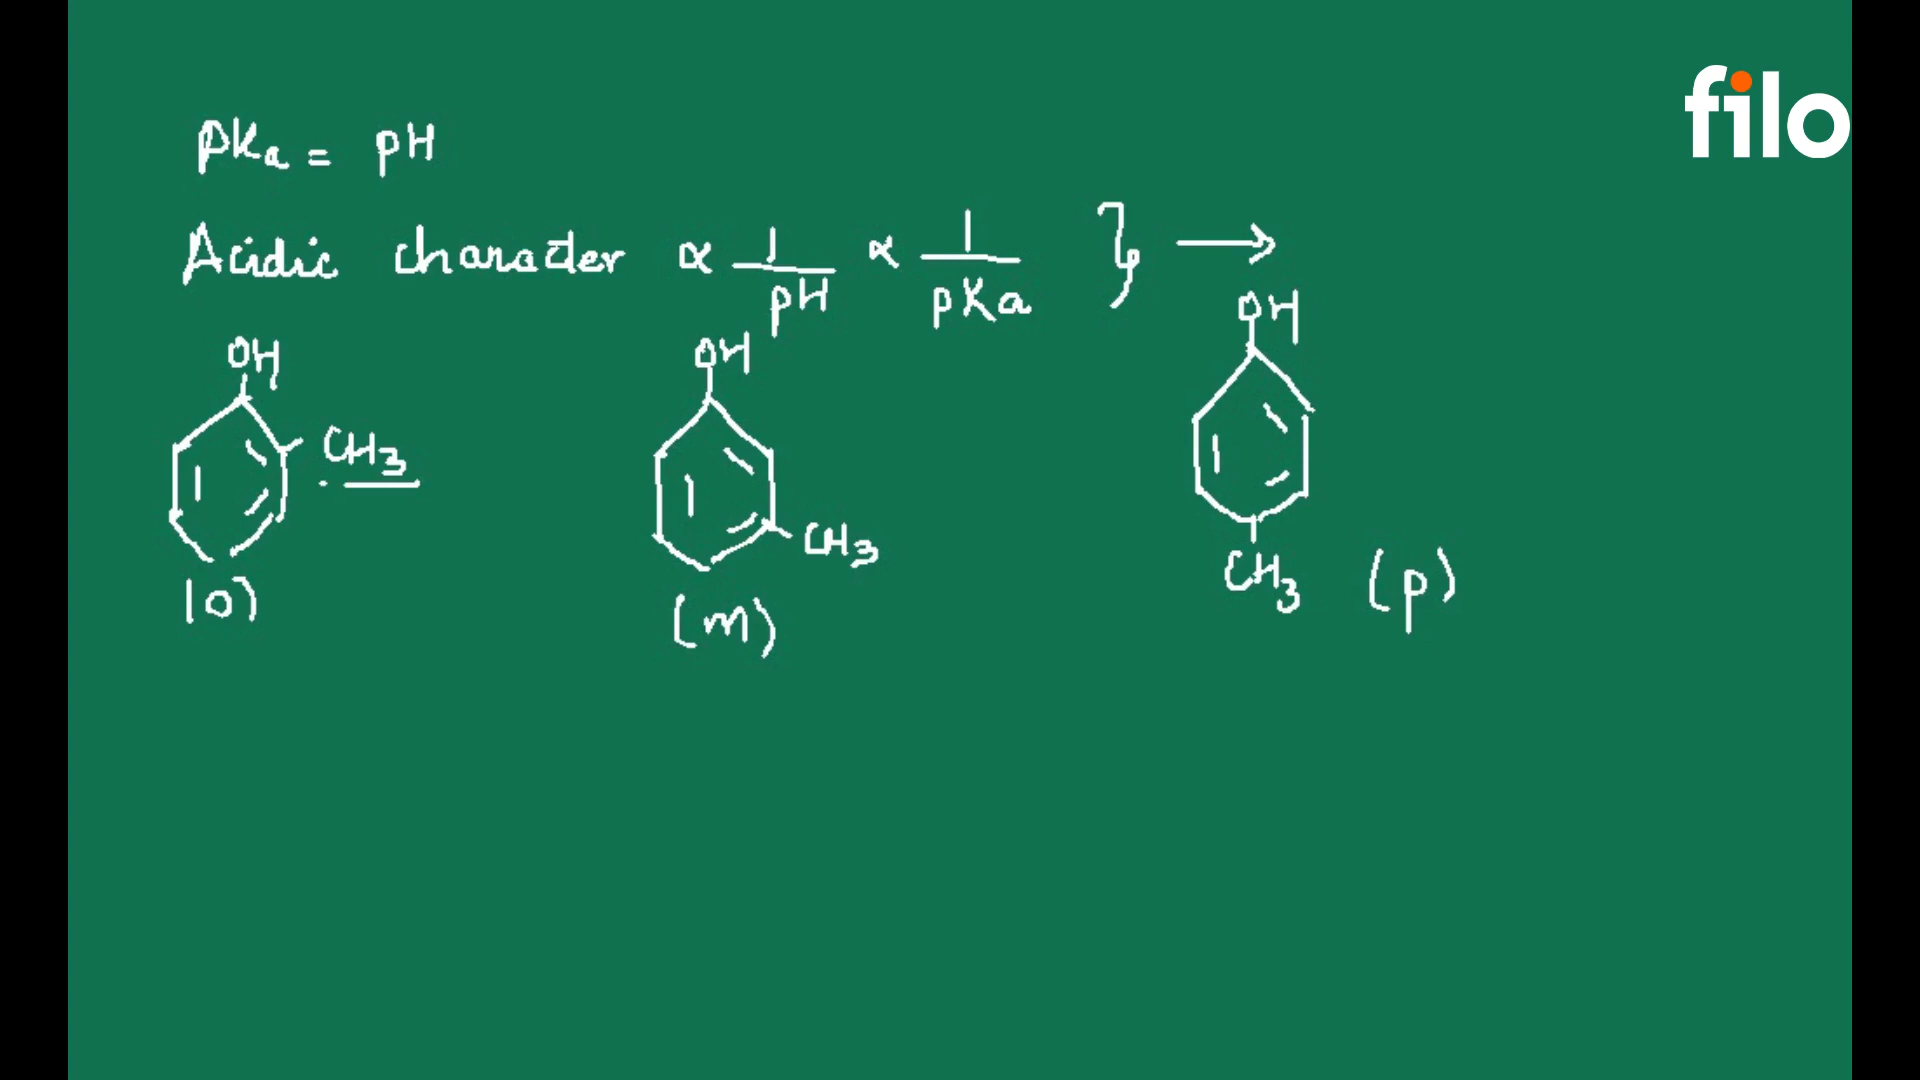 filo
pKa = pH
Acidic character ∝ 1/pH ∝ 1/pKa } →
OH
CH3
(o)
OH
CH3
(m)
OH
CH3
(p)